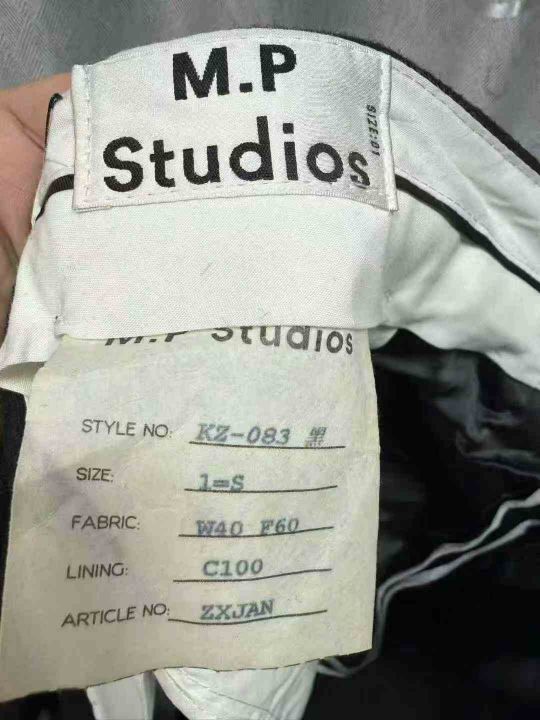 M.P
Studios
SIZE:01
M.P Studios
STYLE NO: KZ-083 黑
SIZE: 1=S
FABRIC: W40 F60
LINING: C100
ARTICLE NO: ZXJAN